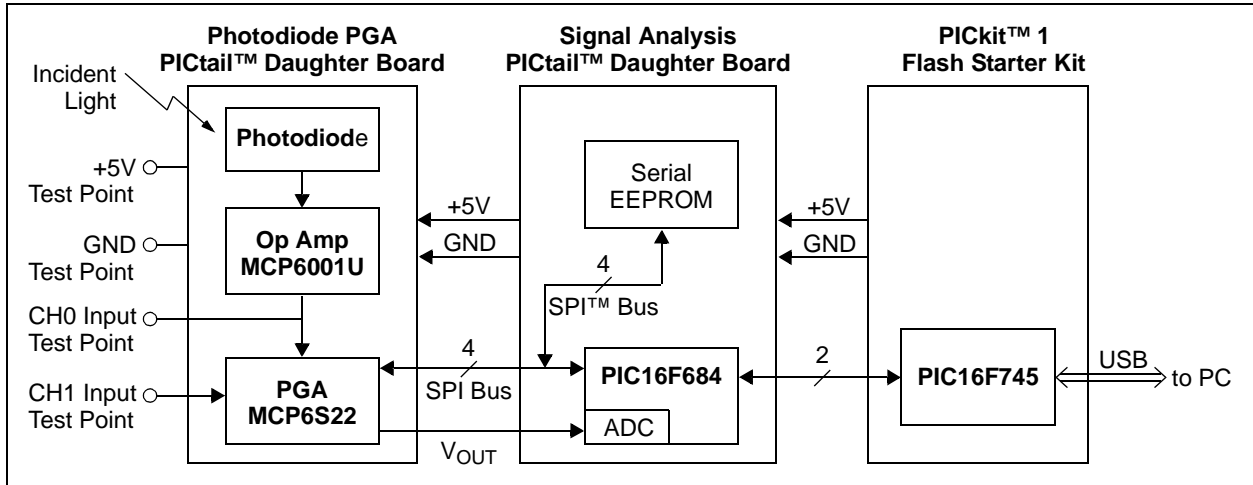 Photodiode PGA
PICtail™ Daughter Board
Signal Analysis
PICtail™ Daughter Board
PICkit™ 1
Flash Starter Kit
Incident
Light
Photodiode
+5V
Test Point
GND
Test Point
Op Amp
MCP6001U
CH0 Input
Test Point
CH1 Input
Test Point
PGA
MCP6S22
+5V
GND
4
SPI Bus
VOUT
Serial
EEPROM
4
SPI™ Bus
PIC16F684
ADC
+5V
GND
2
PIC16F745
USB
to PC